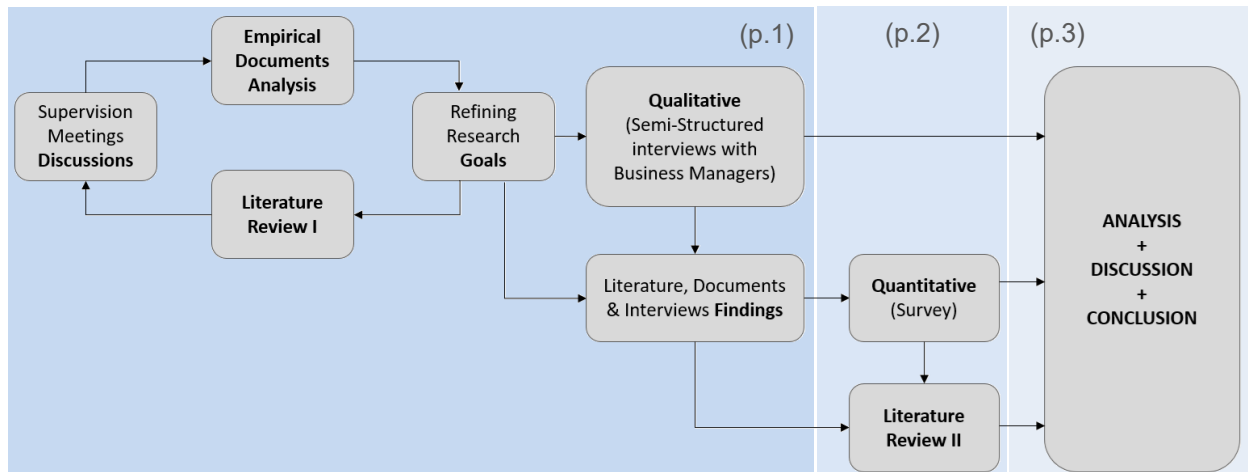 (p.1)
(p.2)
(p.3)
Empirical
Documents
Analysis
Supervision
Meetings
Discussions
Refining
Research
Goals
Literature
Review I
Qualitative
(Semi-Structured
interviews with
Business Managers)
Literature, Documents
& Interviews Findings
Quantitative
(Survey)
Literature
Review II
ANALYSIS
+
DISCUSSION
+
CONCLUSION